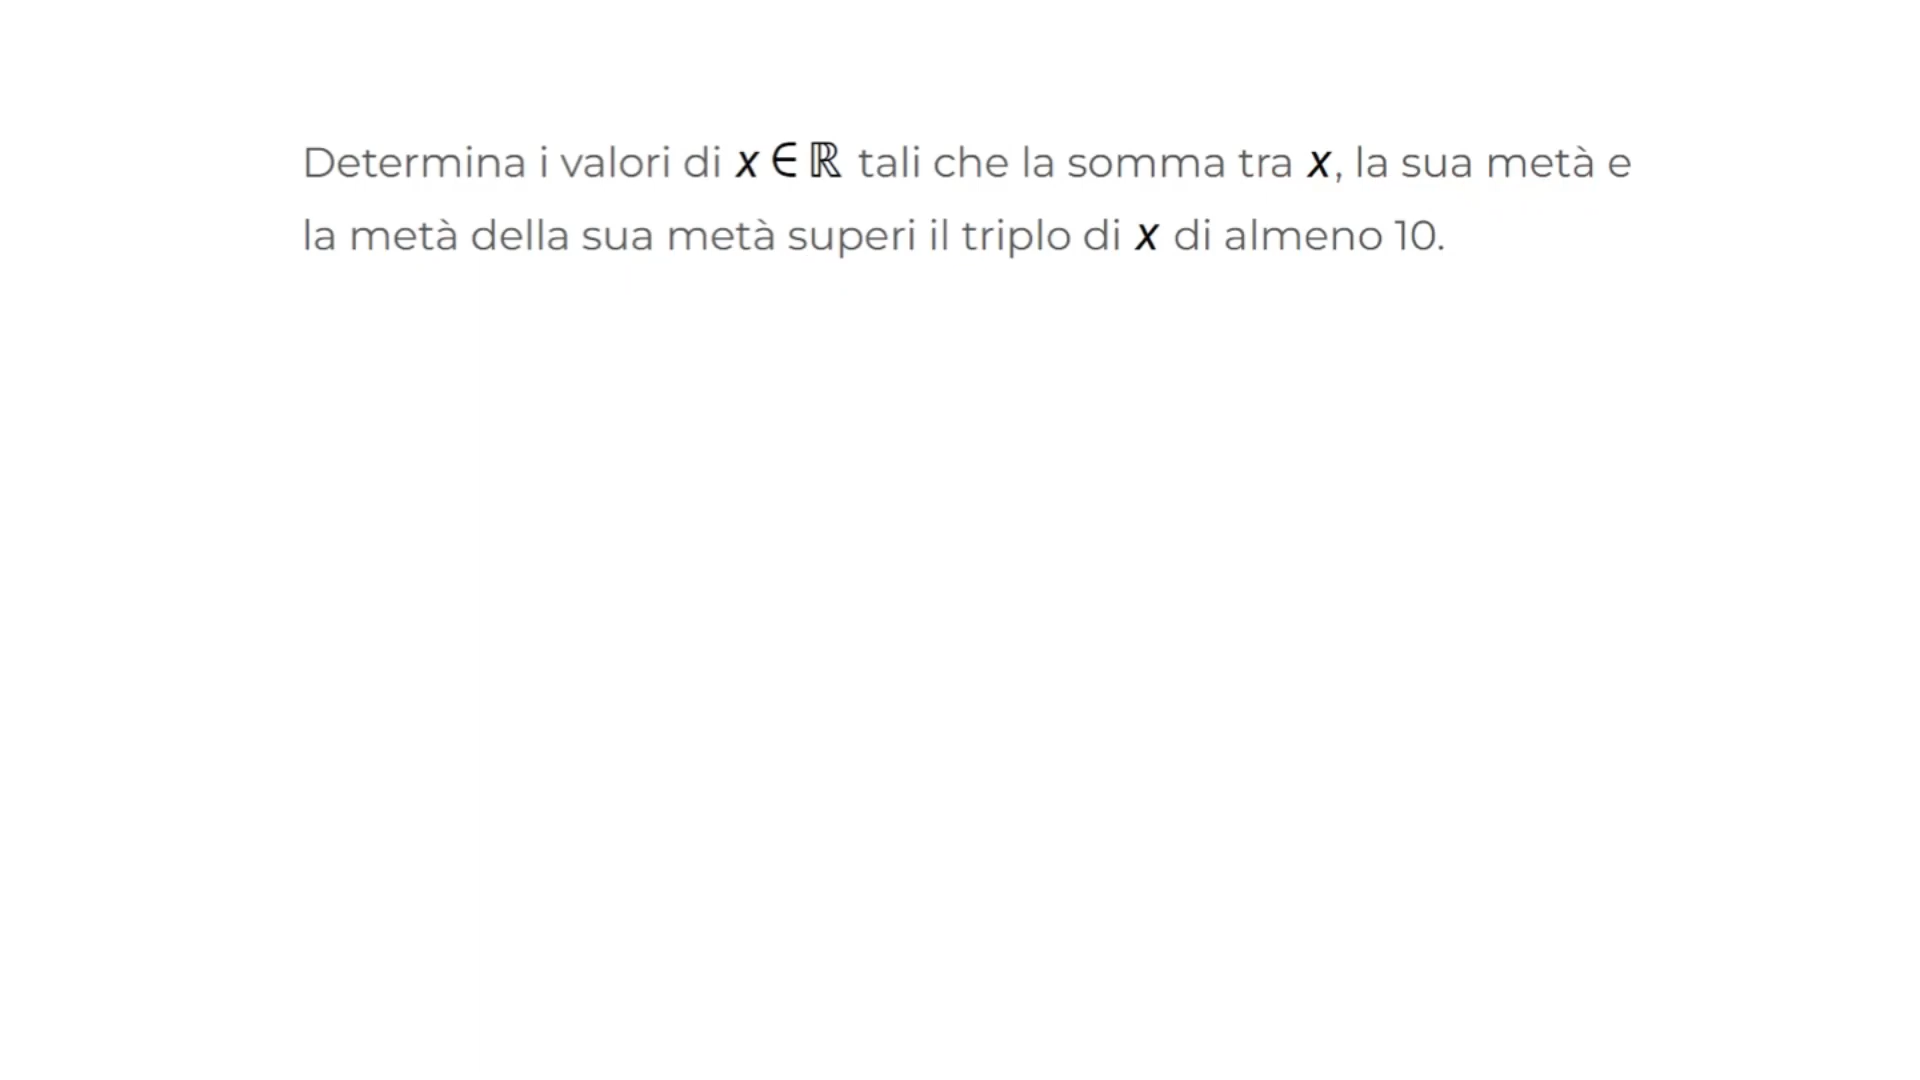 Determina i valori di x ∈ ℝ tali che la somma tra x, la sua metà e
la metà della sua metà superi il triplo di x di almeno 10.